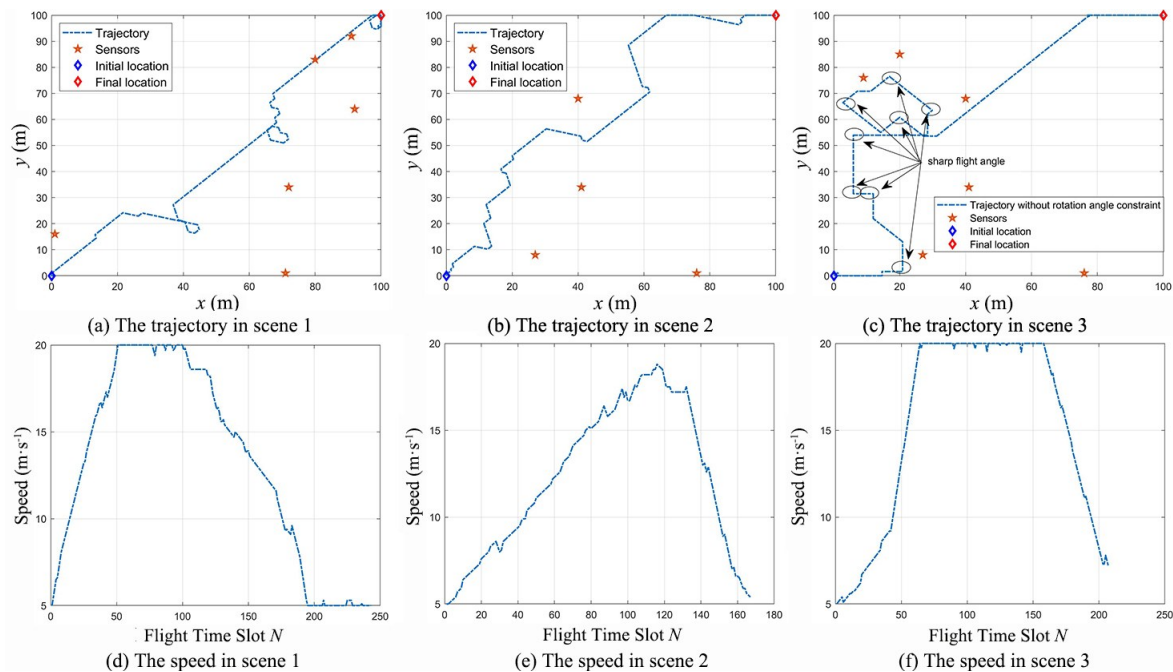 100
90
80
70
60
50
40
30
20
10
0
y (m)
Trajectory
Sensors
Initial location
Final location
0 20 40 60 80 100
x (m)
(a) The trajectory in scene 1
100
90
80
70
60
50
40
30
20
10
0
y (m)
Trajectory
Sensors
Initial location
Final location
0 20 40 60 80 100
x (m)
(b) The trajectory in scene 2
100
90
80
70
60
50
40
30
20
10
0
y (m)
sharp flight angle
Trajectory without rotation angle constraint
Sensors
Initial location
Final location
0 20 40 60 80 100
x (m)
(c) The trajectory in scene 3
20
15
10
5
Speed (m·s⁻¹)
0 50 100 150 200 250
Flight Time Slot N
(d) The speed in scene 1
20
15
10
5
Speed (m·s⁻¹)
0 20 40 60 80 100 120 140 160 180
Flight Time Slot N
(e) The speed in scene 2
20
15
10
5
Speed (m·s⁻¹)
0 50 100 150 200 250
Flight Time Slot N
(f) The speed in scene 3